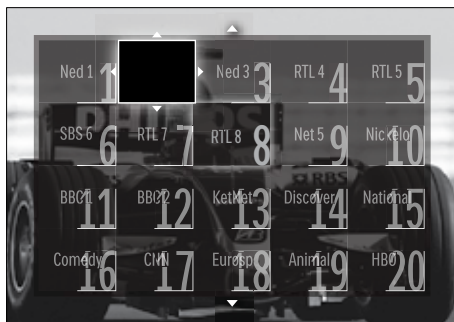 Ned 1 1 Ned 3 3 RTL 4 4 RTL 5 5
SBS 6 6 RTL 7 7 RTL 8 8 Net 5 9 Nickelo 10
BBC1 11 BBC2 12 KetNet 13 Discover 14 National 15
Comedy 16 CNN 17 Eurosp 18 Animal 19 HBO 20
RBS